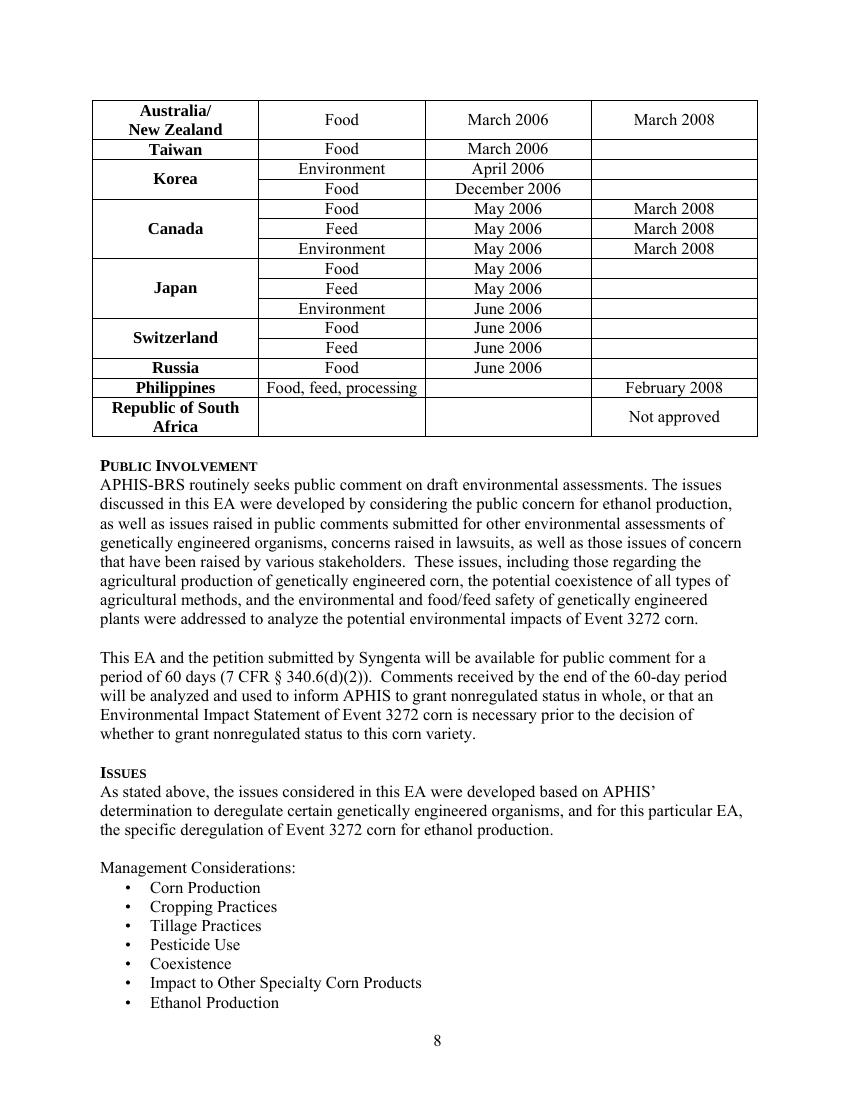 Australia/
New Zealand Food March 2006 March 2008
Taiwan Food March 2006
Korea Environment April 2006
Food December 2006
Canada Food May 2006 March 2008
Feed May 2006 March 2008
Environment May 2006 March 2008
Japan Food May 2006
Feed May 2006
Environment June 2006
Switzerland Food June 2006
Feed June 2006
Russia Food June 2006
Philippines Food, feed, processing February 2008
Republic of South
Africa Not approved
PUBLIC INVOLVEMENT
APHIS-BRS routinely seeks public comment on draft environmental assessments. The issues
discussed in this EA were developed by considering the public concern for ethanol production,
as well as issues raised in public comments submitted for other environmental assessments of
genetically engineered organisms, concerns raised in lawsuits, as well as those issues of concern
that have been raised by various stakeholders.  These issues, including those regarding the
agricultural production of genetically engineered corn, the potential coexistence of all types of
agricultural methods, and the environmental and food/feed safety of genetically engineered
plants were addressed to analyze the potential environmental impacts of Event 3272 corn.
This EA and the petition submitted by Syngenta will be available for public comment for a
period of 60 days (7 CFR § 340.6(d)(2)).  Comments received by the end of the 60-day period
will be analyzed and used to inform APHIS to grant nonregulated status in whole, or that an
Environmental Impact Statement of Event 3272 corn is necessary prior to the decision of
whether to grant nonregulated status to this corn variety.
ISSUES
As stated above, the issues considered in this EA were developed based on APHIS’
determination to deregulate certain genetically engineered organisms, and for this particular EA,
the specific deregulation of Event 3272 corn for ethanol production.
Management Considerations:
• Corn Production
• Cropping Practices
• Tillage Practices
• Pesticide Use
• Coexistence
• Impact to Other Specialty Corn Products
• Ethanol Production
8